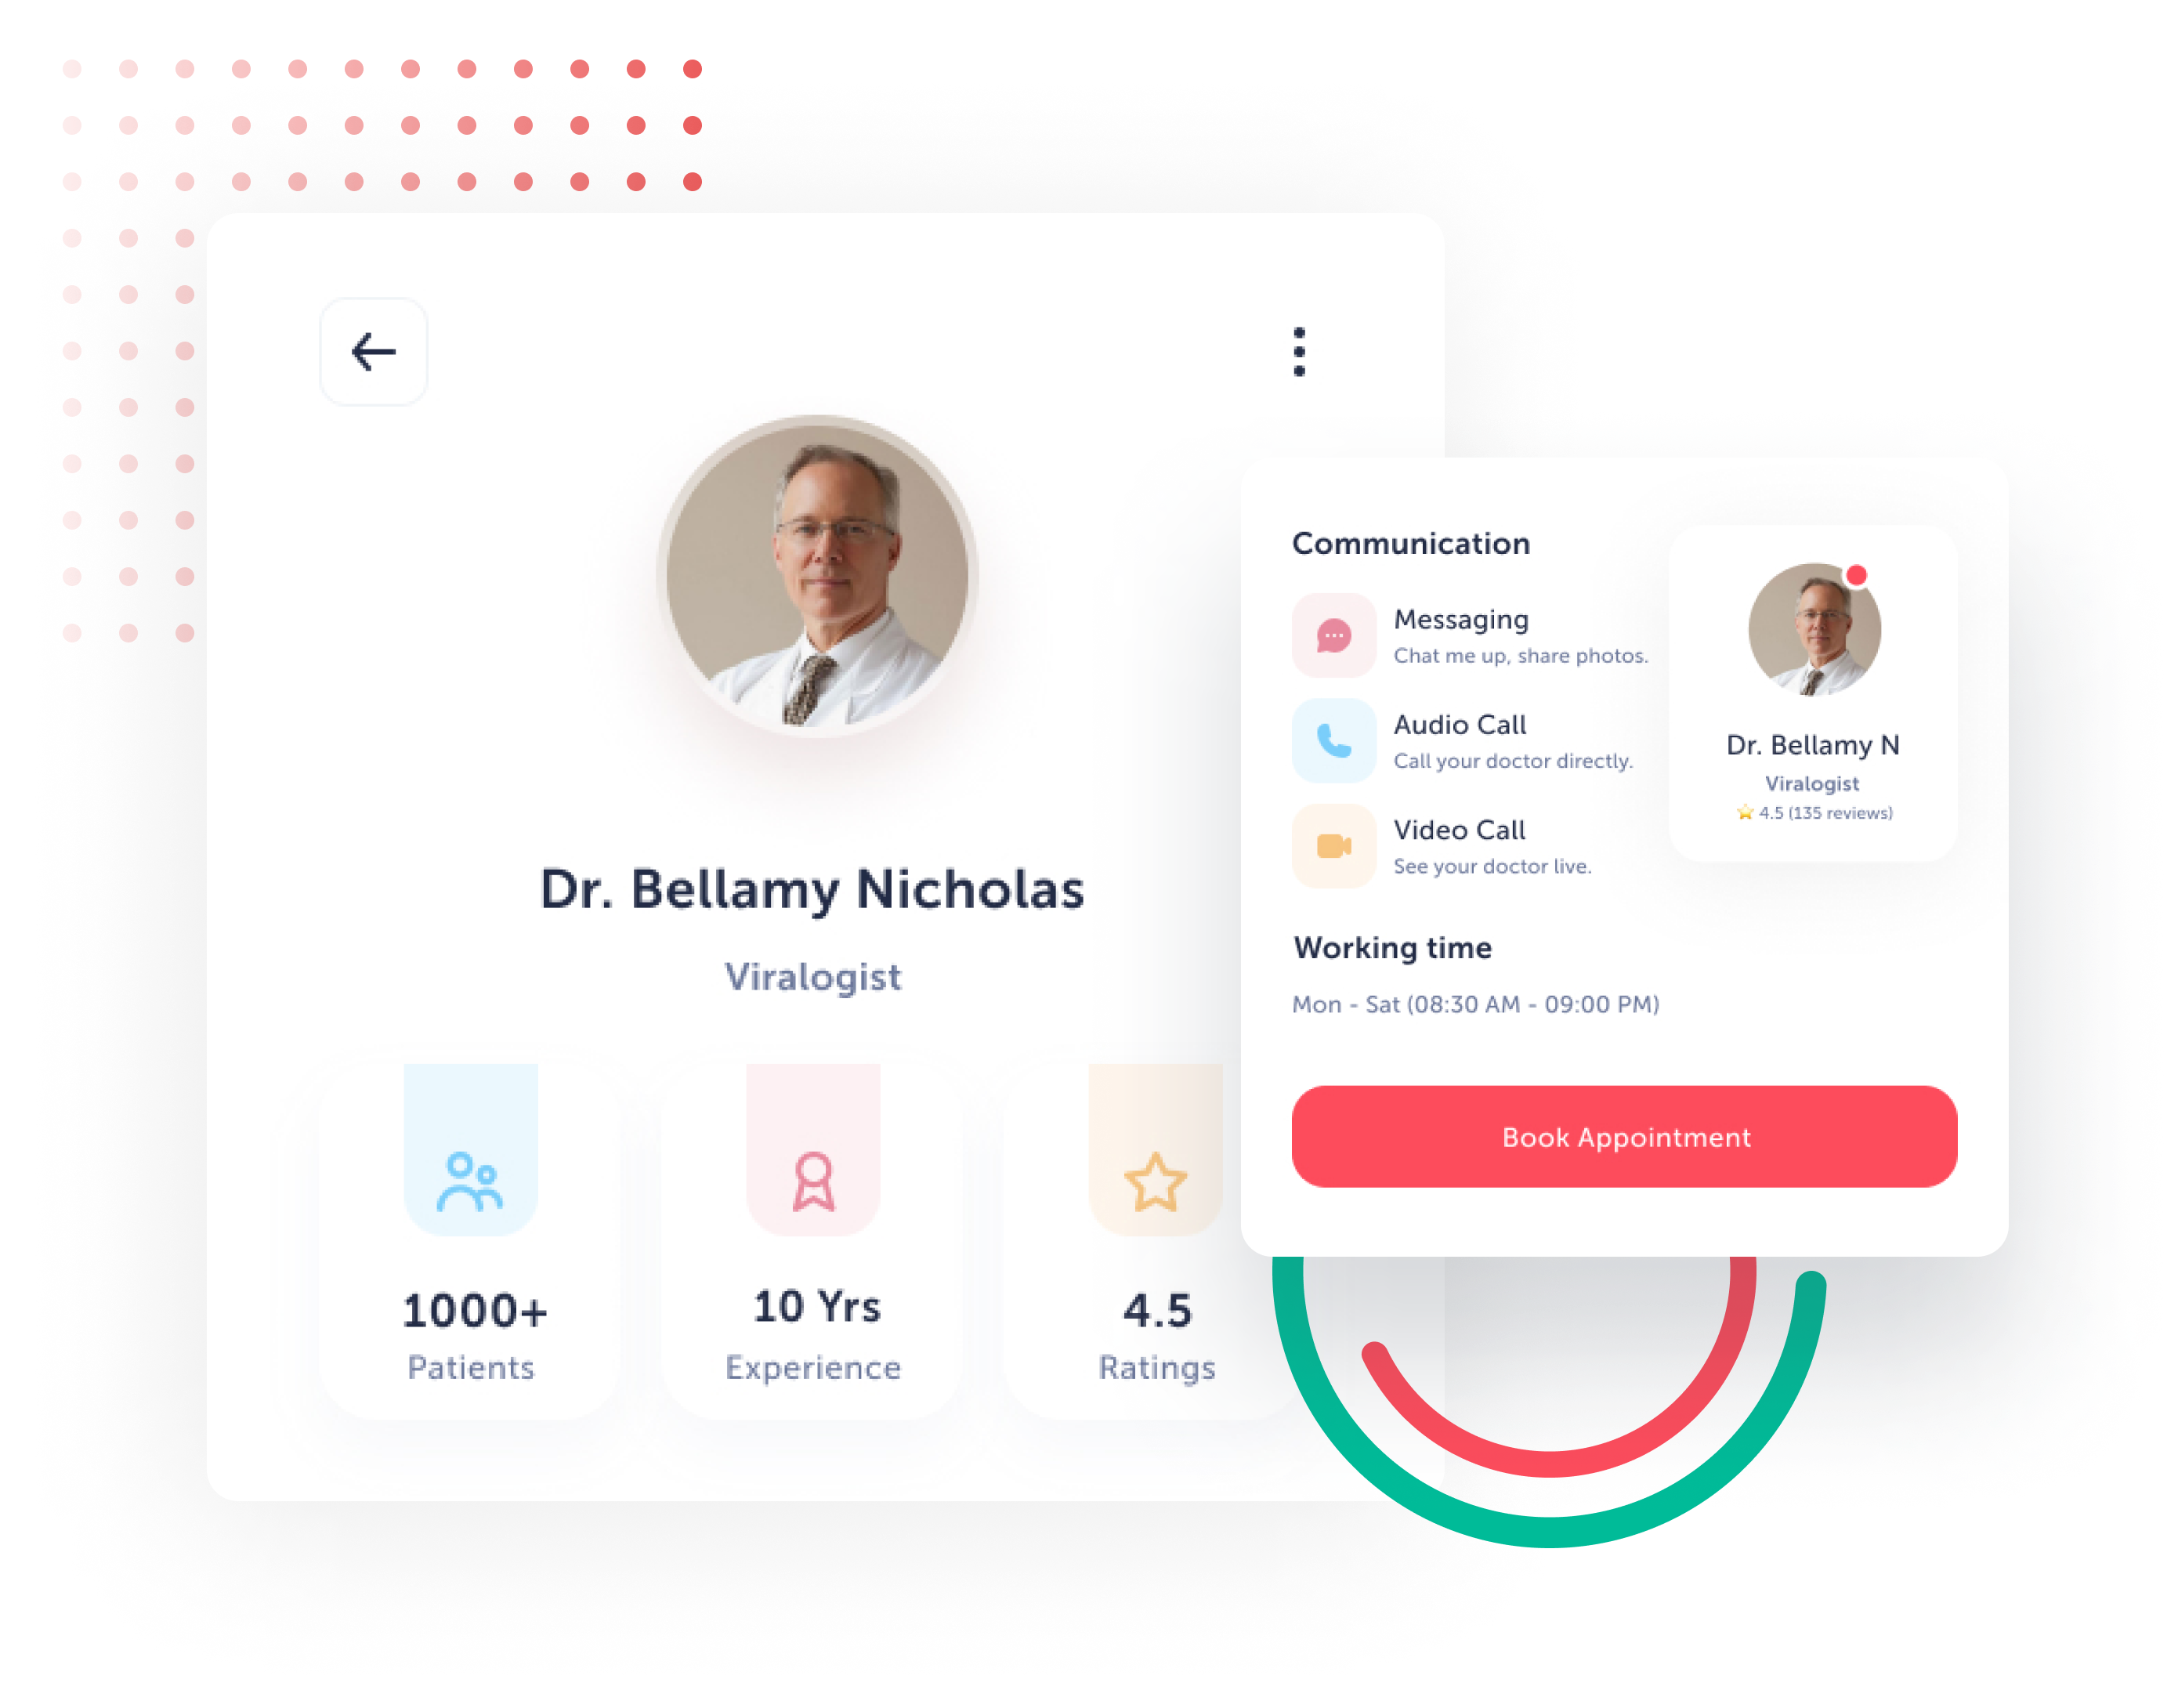 Dr. Bellamy Nicholas
Viralogist
1000+
Patients
10 Yrs
Experience
4.5
Ratings
Communication
Messaging
Chat me up, share photos.
Audio Call
Call your doctor directly.
Video Call
See your doctor live.
Dr. Bellamy N
Viralogist
4.5 (135 reviews)
Working time
Mon - Sat (08:30 AM - 09:00 PM)
Book Appointment